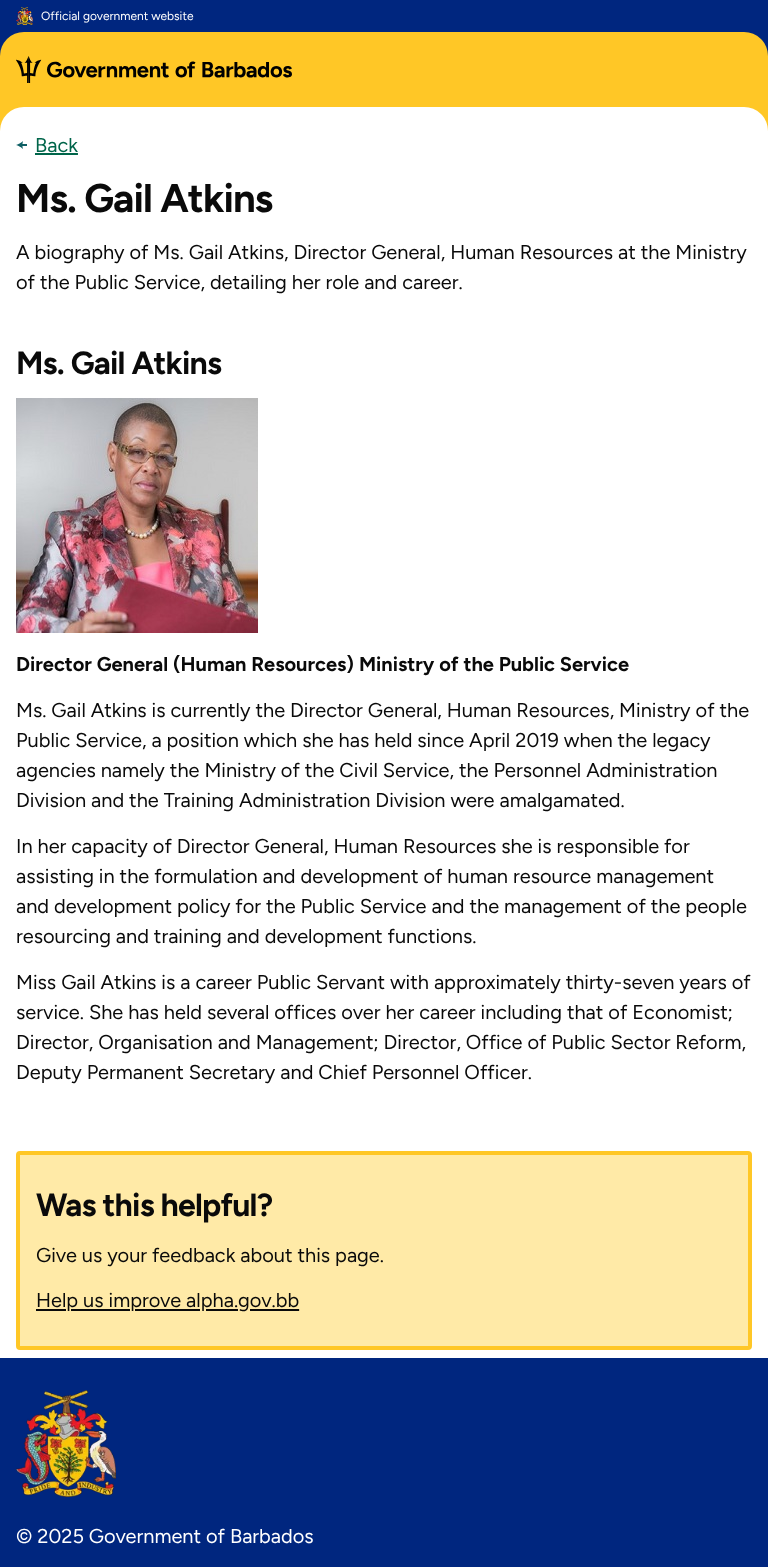 Official government website
Government of Barbados
Back
Ms. Gail Atkins
A biography of Ms. Gail Atkins, Director General, Human Resources at the Ministry
of the Public Service, detailing her role and career.
Ms. Gail Atkins
Director General (Human Resources) Ministry of the Public Service
Ms. Gail Atkins is currently the Director General, Human Resources, Ministry of the
Public Service, a position which she has held since April 2019 when the legacy
agencies namely the Ministry of the Civil Service, the Personnel Administration
Division and the Training Administration Division were amalgamated.
In her capacity of Director General, Human Resources she is responsible for
assisting in the formulation and development of human resource management
and development policy for the Public Service and the management of the people
resourcing and training and development functions.
Miss Gail Atkins is a career Public Servant with approximately thirty-seven years of
service. She has held several offices over her career including that of Economist;
Director, Organisation and Management; Director, Office of Public Sector Reform,
Deputy Permanent Secretary and Chief Personnel Officer.
Was this helpful?
Give us your feedback about this page.
Help us improve alpha.gov.bb
PRIDE AND INDUSTRY
© 2025 Government of Barbados